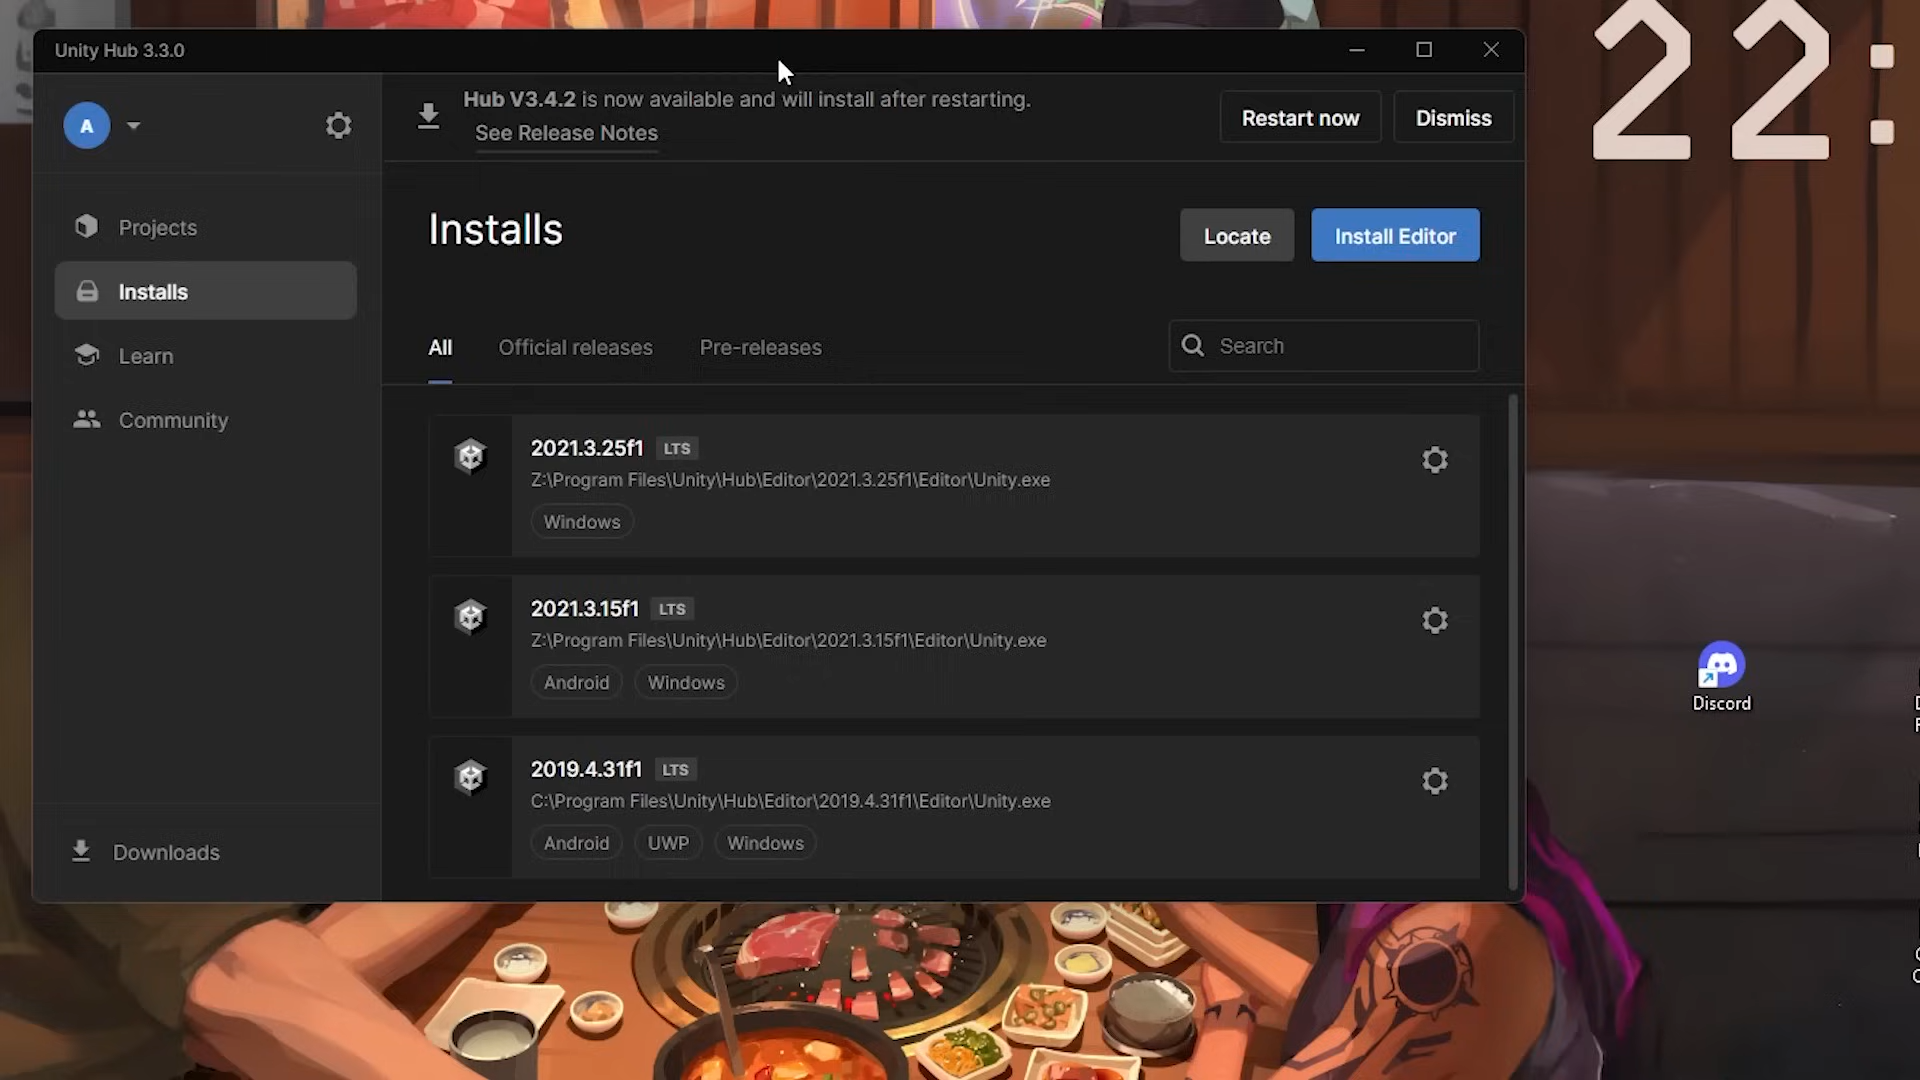 Unity Hub 3.3.0
22:
A
Hub V3.4.2 is now available and will install after restarting.
See Release Notes
Restart now
Dismiss
Projects
Installs
Learn
Community
Downloads
Installs
Locate
Install Editor
All
Official releases
Pre-releases
Search
2021.3.25f1 LTS
Z:\Program Files\Unity\Hub\Editor\2021.3.25f1\Editor\Unity.exe
Windows
2021.3.15f1 LTS
Z:\Program Files\Unity\Hub\Editor\2021.3.15f1\Editor\Unity.exe
Android Windows
2019.4.31f1 LTS
C:\Program Files\Unity\Hub\Editor\2019.4.31f1\Editor\Unity.exe
Android UWP Windows
Discord